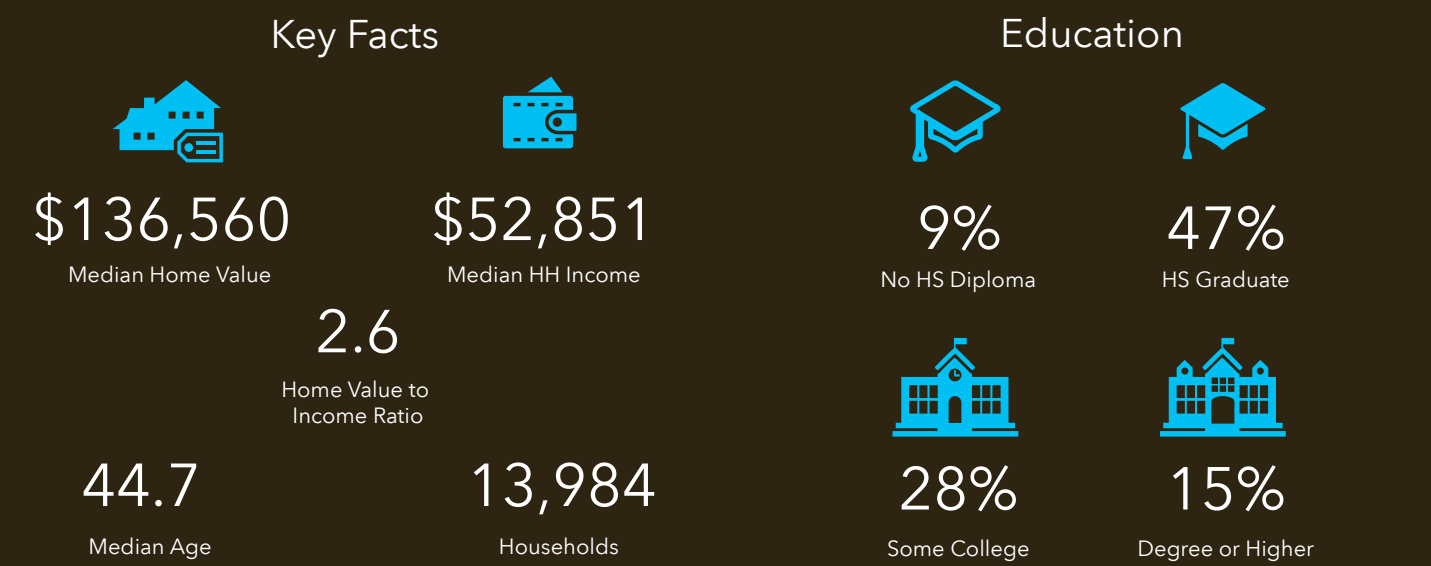 Key Facts
$136,560
Median Home Value
$52,851
Median HH Income
2.6
Home Value to
Income Ratio
44.7
Median Age
13,984
Households
Education
9%
No HS Diploma
47%
HS Graduate
28%
Some College
15%
Degree or Higher